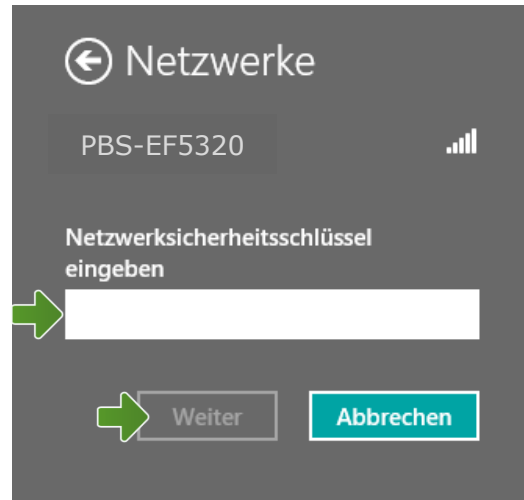 Netzwerke
PBS-EF5320
Netzwerksicherheitsschlüssel
eingeben
Weiter
Abbrechen